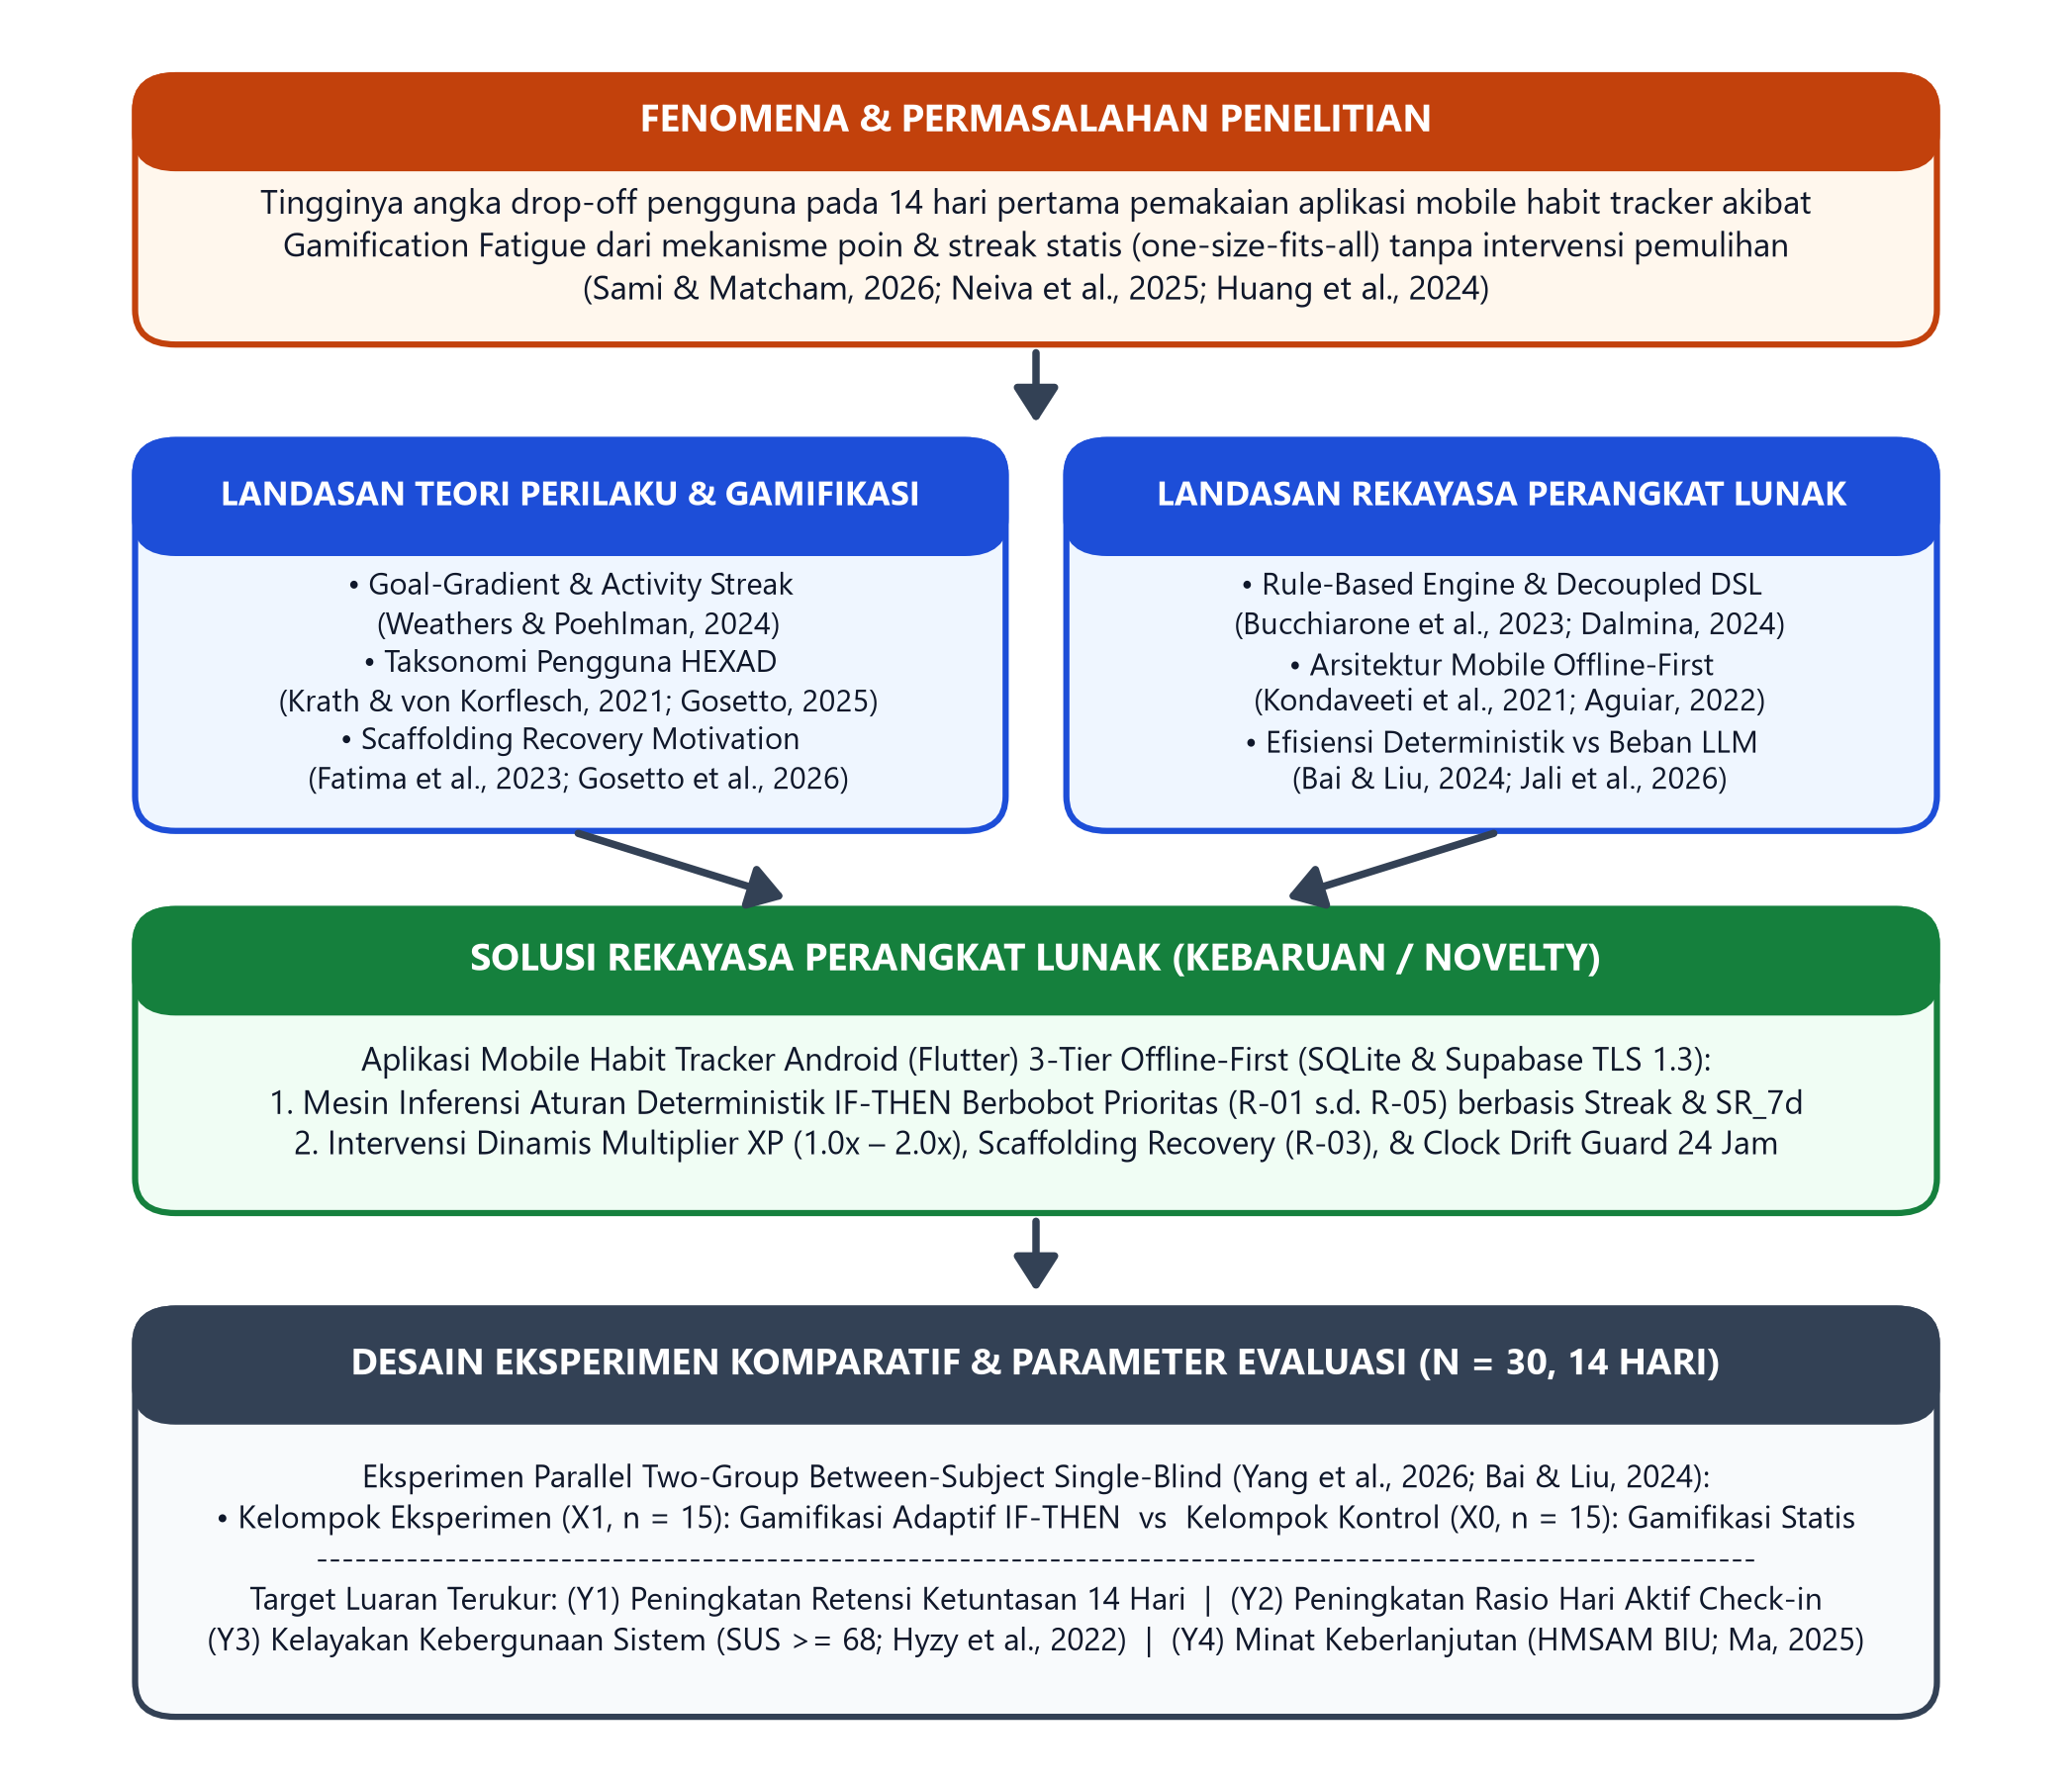 FENOMENA & PERMASALAHAN PENELITIAN
Tingginya angka drop-off pengguna pada 14 hari pertama pemakaian aplikasi mobile habit tracker akibat
Gamification Fatigue dari mekanisme poin & streak statis (one-size-fits-all) tanpa intervensi pemulihan
(Sami & Matcham, 2026; Neiva et al., 2025; Huang et al., 2024)
LANDASAN TEORI PERILAKU & GAMIFIKASI
• Goal-Gradient & Activity Streak
(Weathers & Poehlman, 2024)
• Taksonomi Pengguna HEXAD
(Krath & von Korflesch, 2021; Gosetto, 2025)
• Scaffolding Recovery Motivation
(Fatima et al., 2023; Gosetto et al., 2026)
LANDASAN REKAYASA PERANGKAT LUNAK
• Rule-Based Engine & Decoupled DSL
(Bucchiarone et al., 2023; Dalmina, 2024)
• Arsitektur Mobile Offline-First
(Kondaveeti et al., 2021; Aguiar, 2022)
• Efisiensi Deterministik vs Beban LLM
(Bai & Liu, 2024; Jali et al., 2026)
SOLUSI REKAYASA PERANGKAT LUNAK (KEBARUAN / NOVELTY)
Aplikasi Mobile Habit Tracker Android (Flutter) 3-Tier Offline-First (SQLite & Supabase TLS 1.3):
1. Mesin Inferensi Aturan Deterministik IF-THEN Berbobot Prioritas (R-01 s.d. R-05) berbasis Streak & SR_7d
2. Intervensi Dinamis Multiplier XP (1.0x – 2.0x), Scaffolding Recovery (R-03), & Clock Drift Guard 24 Jam
DESAIN EKSPERIMEN KOMPARATIF & PARAMETER EVALUASI (N = 30, 14 HARI)
Eksperimen Parallel Two-Group Between-Subject Single-Blind (Yang et al., 2026; Bai & Liu, 2024):
• Kelompok Eksperimen (X1, n = 15): Gamifikasi Adaptif IF-THEN  vs  Kelompok Kontrol (X0, n = 15): Gamifikasi Statis
----------------------------------------------------------------------------------------------------------------
Target Luaran Terukur: (Y1) Peningkatan Retensi Ketuntasan 14 Hari  |  (Y2) Peningkatan Rasio Hari Aktif Check-in
(Y3) Kelayakan Kebergunaan Sistem (SUS >= 68; Hyzy et al., 2022)  |  (Y4) Minat Keberlanjutan (HMSAM BIU; Ma, 2025)